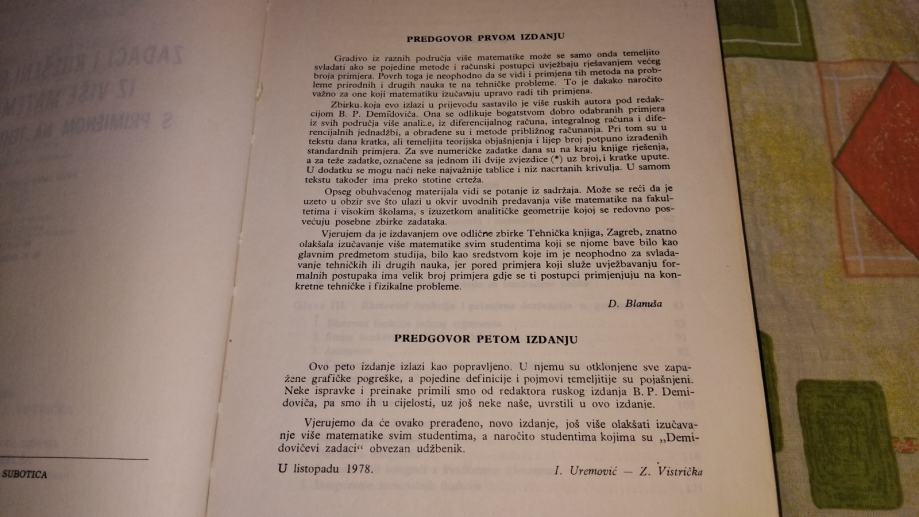 PREDGOVOR PRVOM IZDANJU
Gradivo iz raznih područja više matematike može se samo onda temeljito
svladati ako se pojedine metode i računski postupci uvježbaju rješavanjem većeg
broja primjera. Povrh toga je neophodno da se vidi i primjena tih metoda na prob-
leme prirodnih i drugih nauka te na tehničke probleme. To je dakako naročito
važno za one koji matematiku izučavaju upravo radi tih primjena.
Zbirku koja evo izlazi u prijevodu sastavilo je više ruskih autora pod redak-
cijom B. P. Demidoviča. Ona se odlikuje bogatstvom dobro odabranih primjera
iz svih područja više analize, iz diferencijalnog računa, integralnog računa i dife-
rencijalnih jednadžbi, a obrađene su i metode približnog računanja. Pri tom su u
tekstu dana kratka, ali temeljita teorijska objašnjenja i lijep broj potpuno izrađenih
standardnih primjera. Za sve numeričke zadatke dana su na kraju knjige rješenja,
a za teže zadatke, označene sa jednom ili dvije zvjezdice (*) uz broj, i kratke upute.
U dodatku se mogu naći neke najvažnije tablice i niz nacrtanih krivulja. U samom
tekstu također ima preko stotine crteža.
Opseg obuhvaćenog materijala vidi se potanje iz sadržaja. Može se reći da je
uzeto u obzir sve što ulazi u okvir uvodnih predavanja više matematike na fakul-
tetima i visokim školama, s izuzetkom analitičke geometrije kojoj se redovno pos-
većuju posebne zbirke zadataka.
Vjerujem da je izdavanjem ove odlične zbirke Tehnička knjiga, Zagreb, znatno
olakšala izučavanje više matematike svim studentima koji se njome bave bilo kao
glavnim predmetom studija, bilo kao sredstvom koje im je neophodno za svlada-
vanje tehničkih ili drugih nauka, jer pored primjera koji služe uvježbavanju for-
malnih postupaka ima velik broj primjera gdje se ti postupci primjenjuju na kon-
kretne tehničke i fizikalne probleme.
D. Blanuša
PREDGOVOR PETOM IZDANJU
Ovo peto izdanje izlazi kao popravljeno. U njemu su otklonjene sve zapa-
žene grafičke pogreške, a pojedine definicije i pojmovi temeljitije su pojašnjeni.
Neke ispravke i preinake primili smo od redaktora ruskog izdanja B. P. Demi-
doviča, pa smo ih u cijelosti, uz još neke naše, uvrstili u ovo izdanje.
Vjerujemo da će ovako prerađeno, novo izdanje, još više olakšati izučava-
nje više matematike svim studentima, a naročito studentima kojima su „Demi-
dovičevi zadaci“ obvezan udžbenik.
U listopadu 1978.
I. Uremović — Z. Vistrička
SUBOTICA